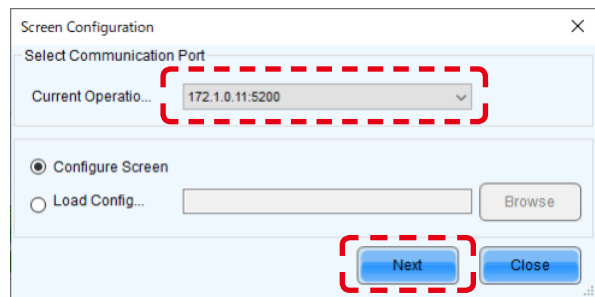 Screen Configuration
Select Communication Port
Current Operatio... 172.1.0.11:5200
Configure Screen
Load Config... Browse
Next Close